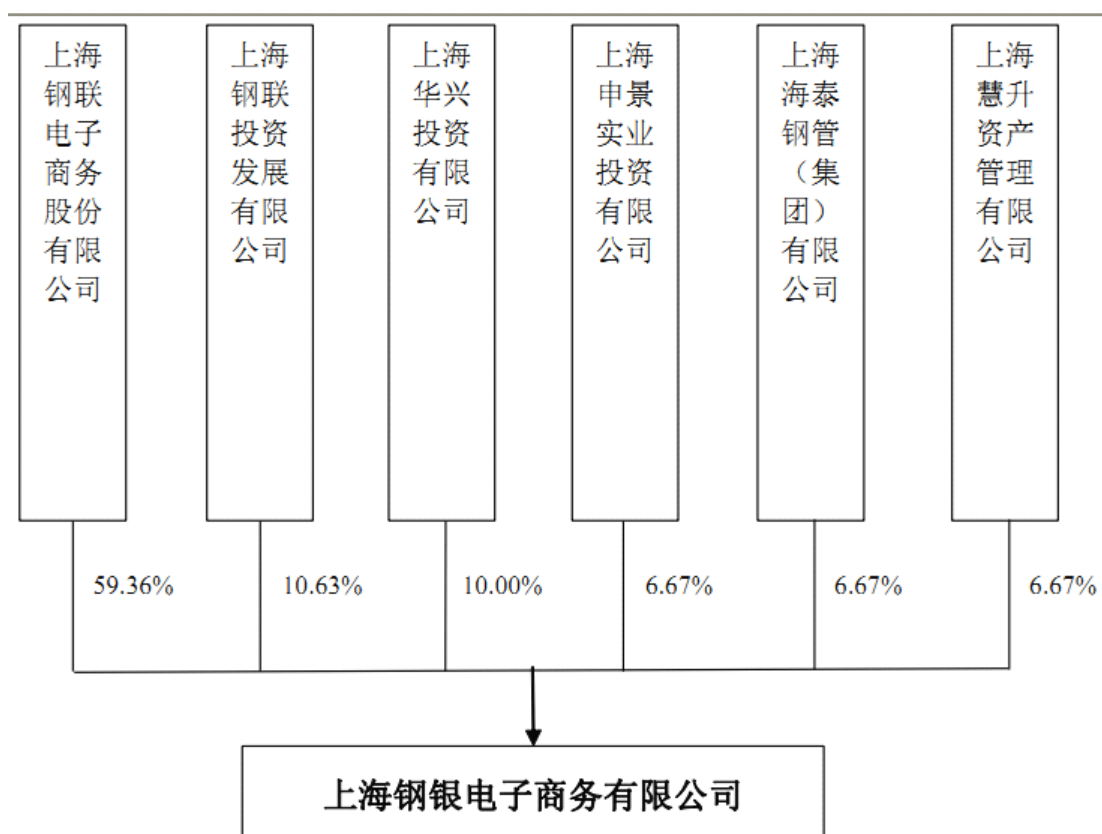 上海
钢联
电子
商务
股份
有限
公司
上海
钢联
投资
发展
有限
公司
上海
华兴
投资
有限
公司
上海
申景
实业
投资
有限
公司
上海
海泰
钢管
（集
团）
有限
公司
上海
慧升
资产
管理
有限
公司
59.36%
10.63%
10.00%
6.67%
6.67%
6.67%
上海钢银电子商务有限公司